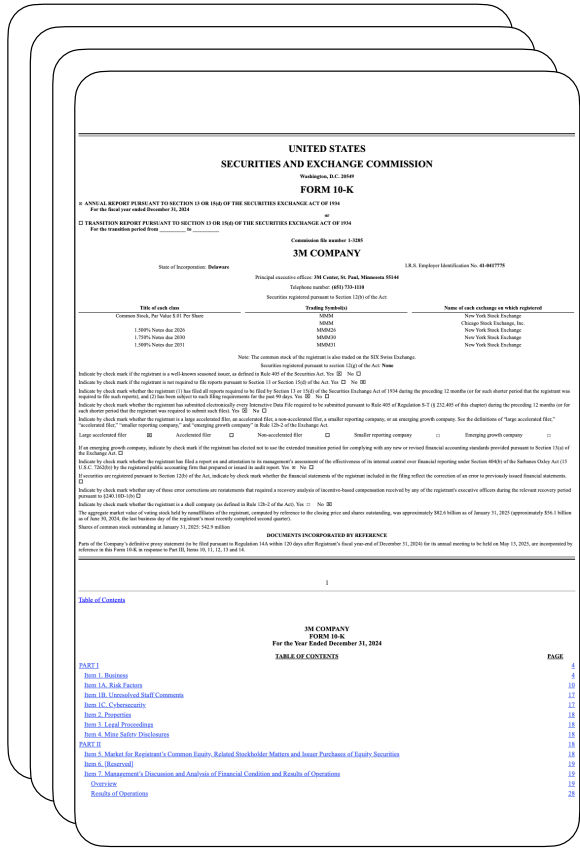 UNITED STATES
SECURITIES AND EXCHANGE COMMISSION
Washington, D.C. 20549
FORM 10-K
☒ ANNUAL REPORT PURSUANT TO SECTION 13 OR 15(d) OF THE SECURITIES EXCHANGE ACT OF 1934
For the fiscal year ended December 31, 2024
or
☐ TRANSITION REPORT PURSUANT TO SECTION 13 OR 15(d) OF THE SECURITIES EXCHANGE ACT OF 1934
For the transition period from __________ to __________
Commission file number 1-3285
3M COMPANY
State of Incorporation: Delaware I.R.S. Employer Identification No. 41-0417775
Principal executive offices: 3M Center, St. Paul, Minnesota 55144
Telephone number: (651) 733-1110
Securities registered pursuant to Section 12(b) of the Act:
Title of each class Trading Symbol(s) Name of each exchange on which registered
Common Stock, Par Value $.01 Per Share MMM New York Stock Exchange
MMM Chicago Stock Exchange, Inc.
1.500% Notes due 2026 MMM26 New York Stock Exchange
1.750% Notes due 2030 MMM30 New York Stock Exchange
1.500% Notes due 2031 MMM31 New York Stock Exchange
Note: The common stock of the registrant is also traded on the SIX Swiss Exchange.
Securities registered pursuant to section 12(g) of the Act: None
Indicate by check mark if the registrant is a well-known seasoned issuer, as defined in Rule 405 of the Securities Act. Yes ☒ No ☐
Indicate by check mark if the registrant is not required to file reports pursuant to Section 13 or Section 15(d) of the Act. Yes ☐ No ☒
Indicate by check mark whether the registrant (1) has filed all reports required to be filed by Section 13 or 15(d) of the Securities Exchange Act of 1934 during the preceding 12 months (or for such shorter period that the registrant was
required to file such reports), and (2) has been subject to such filing requirements for the past 90 days. Yes ☒ No ☐
Indicate by check mark whether the registrant has submitted electronically every Interactive Data File required to be submitted pursuant to Rule 405 of Regulation S-T (§ 232.405 of this chapter) during the preceding 12 months (or for
such shorter period that the registrant was required to submit such files). Yes ☒ No ☐
Indicate by check mark whether the registrant is a large accelerated filer, an accelerated filer, a non-accelerated filer, a smaller reporting company, or an emerging growth company. See the definitions of "large accelerated filer,"
"accelerated filer," "smaller reporting company," and "emerging growth company" in Rule 12b-2 of the Exchange Act.
Large accelerated filer ☒ Accelerated filer ☐ Non-accelerated filer ☐ Smaller reporting company ☐ Emerging growth company ☐
If an emerging growth company, indicate by check mark if the registrant has elected not to use the extended transition period for complying with any new or revised financial accounting standards provided pursuant to Section 13(a) of
the Exchange Act. ☐
Indicate by check mark whether the registrant has filed a report on and attestation to its management's assessment of the effectiveness of its internal control over financial reporting under Section 404(b) of the Sarbanes Oxley Act (15
U.S.C. 7262(b)) by the registered public accounting firm that prepared or issued its audit report. Yes ☒ No ☐
If securities are registered pursuant to Section 12(b) of the Act, indicate by check mark whether the financial statements of the registrant included in the filing reflect the correction of an error to previously issued financial statements.
☐
Indicate by check mark whether any of those error corrections are restatements that required a recovery analysis of incentive-based compensation received by any of the registrant's executive officers during the relevant recovery period
pursuant to §240.10D-1(b) ☐
Indicate by check mark whether the registrant is a shell company (as defined in Rule 12b-2 of the Act). Yes ☐ No ☒
The aggregate market value of voting stock held by nonaffiliates of the registrant, computed by reference to the closing price and shares outstanding, was approximately $82.6 billion as of January 31, 2025 (approximately $56.1 billion
as of June 30, 2024, the last business day of the registrant's most recently completed second quarter).
Shares of common stock outstanding at January 31, 2025: 542.9 million
DOCUMENTS INCORPORATED BY REFERENCE
Parts of the Company's definitive proxy statement (to be filed pursuant to Regulation 14A within 120 days after Registrant's fiscal year-end of December 31, 2024) for its annual meeting to be held on May 13, 2025, are incorporated by
reference in this Form 10-K in response to Part III, Items 10, 11, 12, 13 and 14.
1
Table of Contents
3M COMPANY
FORM 10-K
For the Year Ended December 31, 2024
TABLE OF CONTENTS PAGE
PART I 4
Item 1. Business 4
Item 1A. Risk Factors 10
Item 1B. Unresolved Staff Comments 17
Item 1C. Cybersecurity 17
Item 2. Properties 18
Item 3. Legal Proceedings 18
Item 4. Mine Safety Disclosures 18
PART II 18
Item 5. Market for Registrant's Common Equity, Related Stockholder Matters and Issuer Purchases of Equity Securities 18
Item 6. [Reserved] 19
Item 7. Management's Discussion and Analysis of Financial Condition and Results of Operations 19
Overview 19
Results of Operations 28